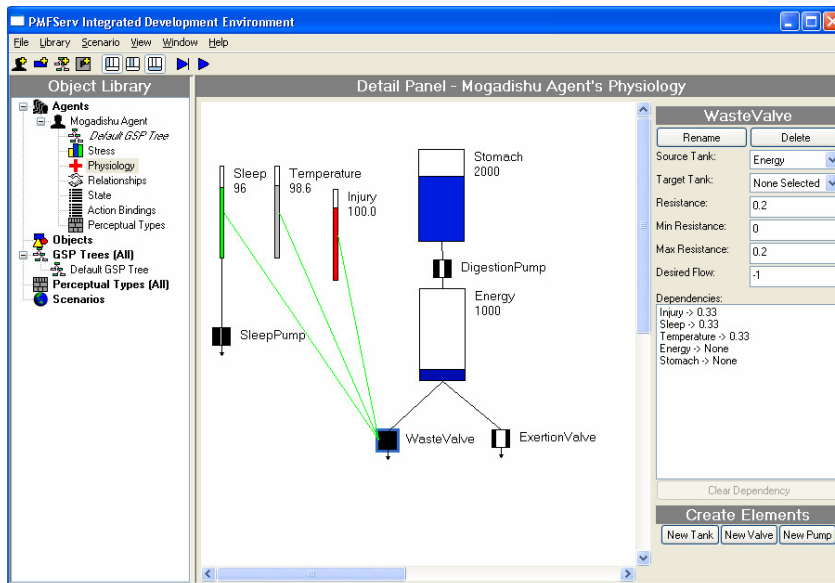 PMFServ Integrated Development Environment
File Library Scenario View Window Help
Object Library
Agents
Mogadishu Agent
Default GSP Tree
Stress
Physiology
Relationships
State
Action Bindings
Perceptual Types
Objects
GSP Trees (All)
Default GSP Tree
Perceptual Types (All)
Scenarios
Detail Panel - Mogadishu Agent's Physiology
Sleep
96
Temperature
98.6
Injury
100.0
Stomach
2000
DigestionPump
Energy
1000
SleepPump
WasteValve
ExertionValve
WasteValve
Rename Delete
Source Tank: Energy
Target Tank: None Selected
Resistance: 0.2
Min Resistance: 0
Max Resistance: 0.2
Desired Flow: -1
Dependencies:
Injury -> 0.33
Sleep -> 0.33
Temperature -> 0.33
Energy -> None
Stomach -> None
Clear Dependency
Create Elements
New Tank New Valve New Pump